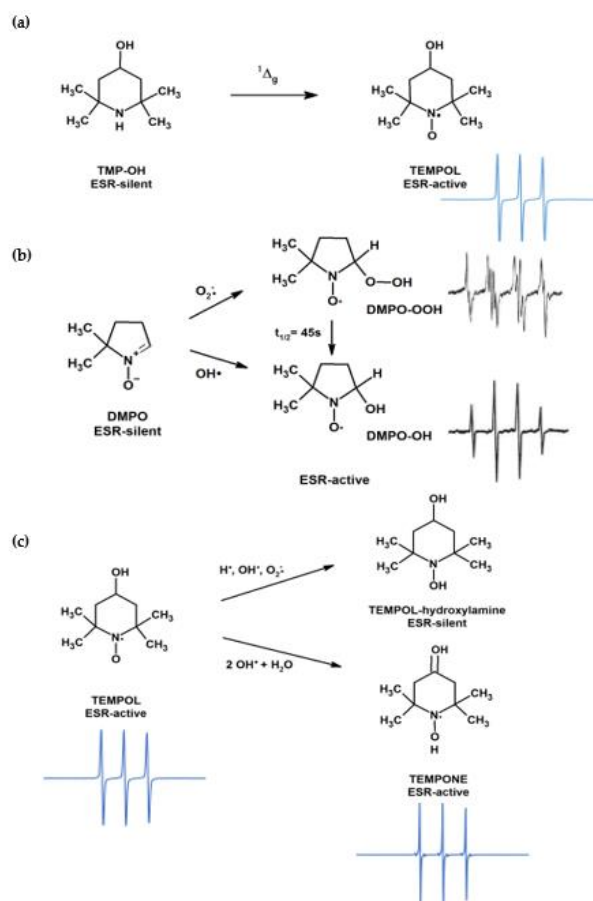 (a)
OH
H₃C
CH₃
H₃C
N
CH₃
H
TMP-OH
ESR-silent
¹Δg
OH
H₃C
CH₃
H₃C
N•
CH₃
O
TEMPOL
ESR-active
(b)
H₃C
H₃C
N⁺
O⁻
DMPO
ESR-silent
O₂•⁻
OH•
H₃C
H
H₃C
N
O–OH
O•
DMPO-OOH
t₁/₂= 45s
H₃C
H
H₃C
N
OH
O•
DMPO-OH
ESR-active
(c)
OH
H₃C
CH₃
H₃C
N•
CH₃
O
TEMPOL
ESR-active
H•, OH•, O₂•⁻
2 OH• + H₂O
OH
H₃C
CH₃
H₃C
N
CH₃
OH
TEMPOL-hydroxylamine
ESR-silent
OH
H₃C
CH₃
H₃C
N•
CH₃
O
H
TEMPONE
ESR-active